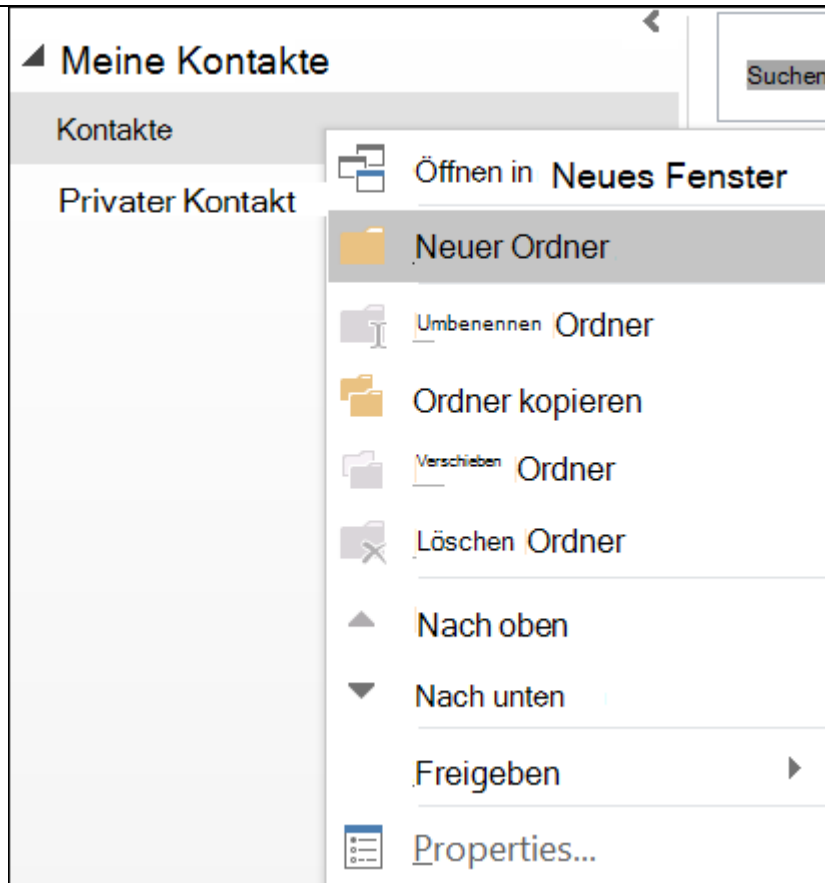 Meine Kontakte
Suchen
Kontakte
Öffnen in Neues Fenster
Privater Kontakt
Neuer Ordner
Umbenennen Ordner
Ordner kopieren
Verschieben Ordner
Löschen Ordner
Nach oben
Nach unten
Freigeben
Properties...